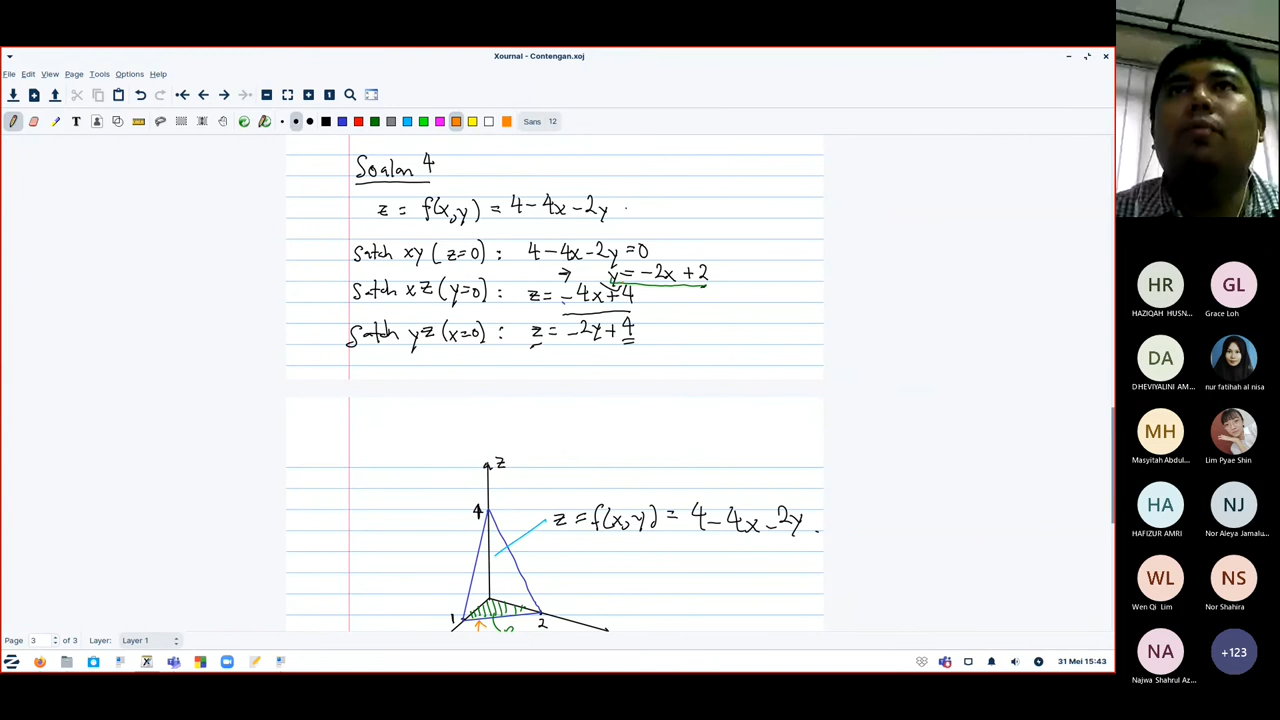 Xournal - Contengan.xoj
File Edit View Page Tools Options Help
Sans 12
Soalan 4
z = f(x,y) = 4-4x-2y
Satah xy (z=0) : 4-4x-2y=0
→ y=-2x+2
Satah xz (y=0) : z=-4x+4
Satah yz (x=0) : z=-2y+4
z
4
z=f(x,y)=4-4x-2y.
1
2
Page 3 of 3 Layer: Layer 1
31 Mei 15:43
HR
HAZIQAH HUSN...
GL
Grace Loh
DA
DHEVIYALINI AM...
nur fatihah al nisa
MH
Masyitah Abdul...
Lim Pyae Shin
HA
HAFIZUR AMRI
NJ
Nor Aleya Jamalu...
WL
Wen Qi Lim
NS
Nor Shahira
NA
Najwa Shahrul Az...
+123